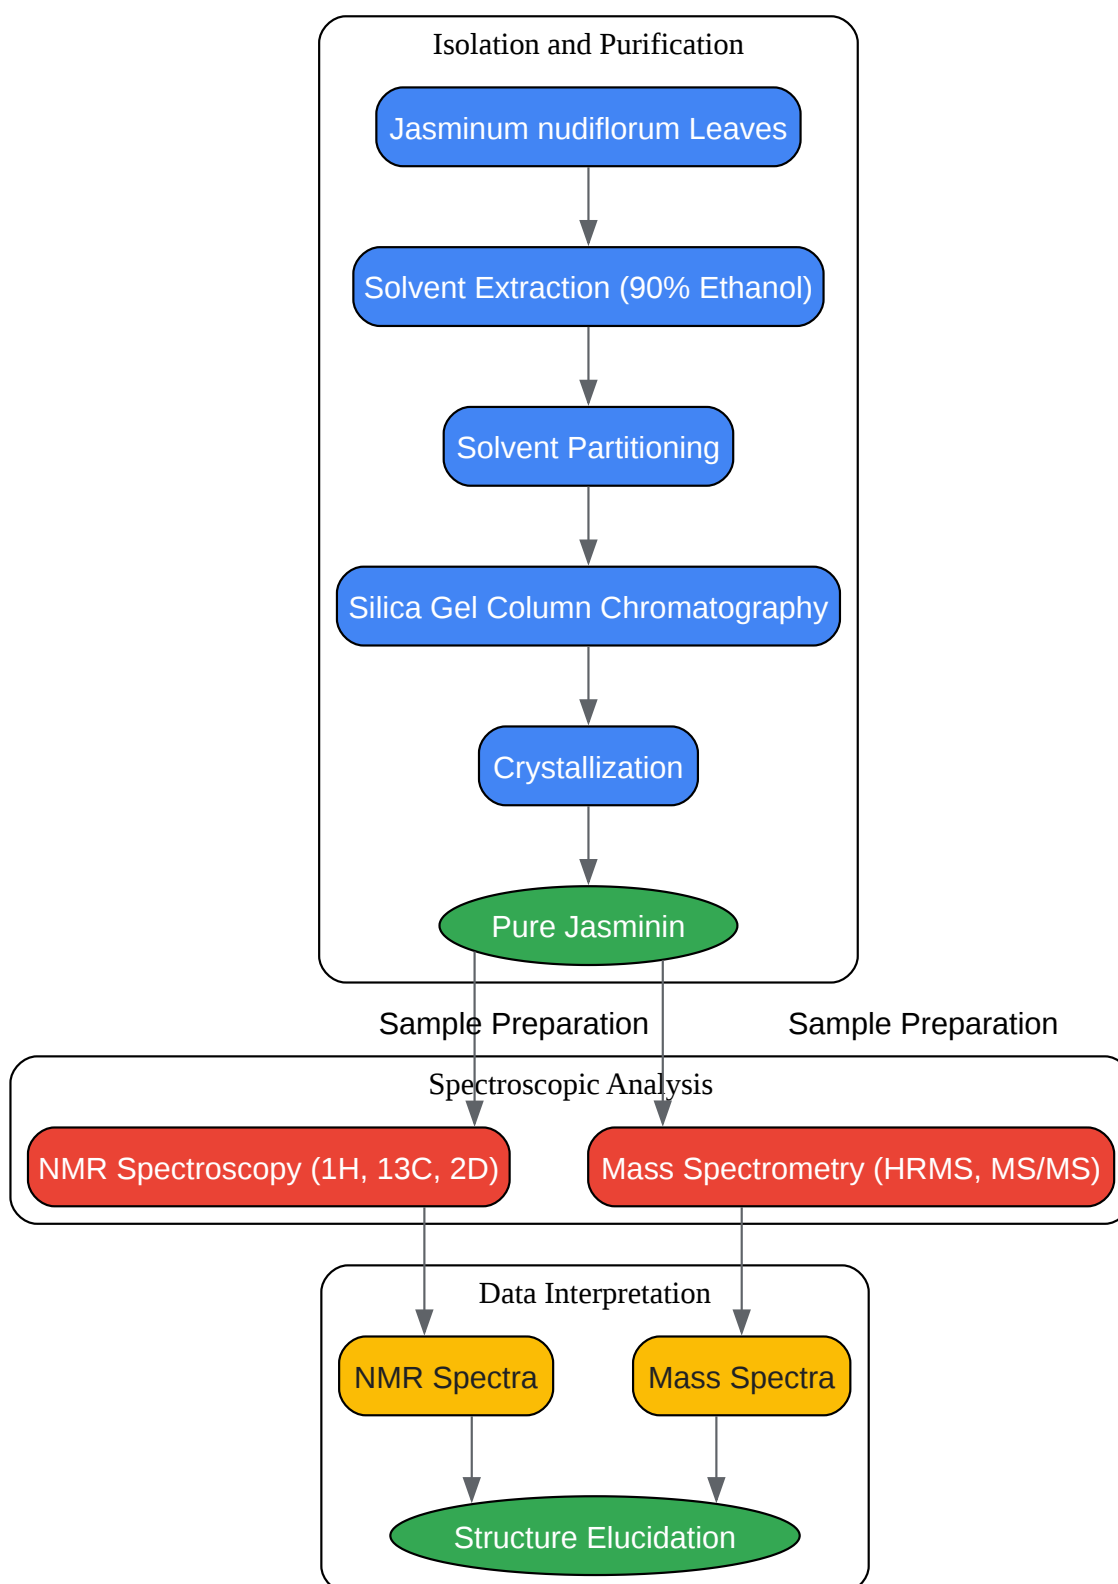 Isolation and Purification
Jasminum nudiflorum Leaves
Solvent Extraction (90% Ethanol)
Solvent Partitioning
Silica Gel Column Chromatography
Crystallization
Pure Jasminin
Sample Preparation
Sample Preparation
Spectroscopic Analysis
NMR Spectroscopy (1H, 13C, 2D)
Mass Spectrometry (HRMS, MS/MS)
Data Interpretation
NMR Spectra
Mass Spectra
Structure Elucidation